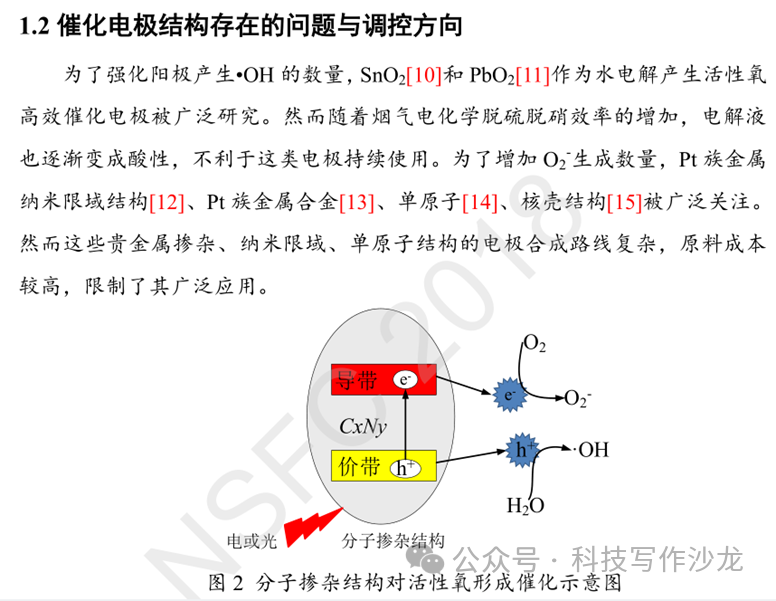 1.2 催化电极结构存在的问题与调控方向
为了强化阳极产生•OH 的数量，SnO₂[10]和 PbO₂[11]作为水电解产生活性氧
高效催化电极被广泛研究。然而随着烟气电化学脱硫脱硝效率的增加，电解液
也逐渐变成酸性，不利于这类电极持续使用。为了增加 O₂⁻生成数量，Pt 族金属
纳米限域结构[12]、Pt 族金属合金[13]、单原子[14]、核壳结构[15]被广泛关注。
然而这些贵金属掺杂、纳米限域、单原子结构的电极合成路线复杂，原料成本
较高，限制了其广泛应用。
O₂
导带 e⁻
e⁻
O₂⁻
CxNy
价带 h⁺
h⁺
·OH
H₂O
电或光
分子掺杂结构
图 2 分子掺杂结构对活性氧形成催化示意图
NSFC 2018
公众号 · 科技写作沙龙